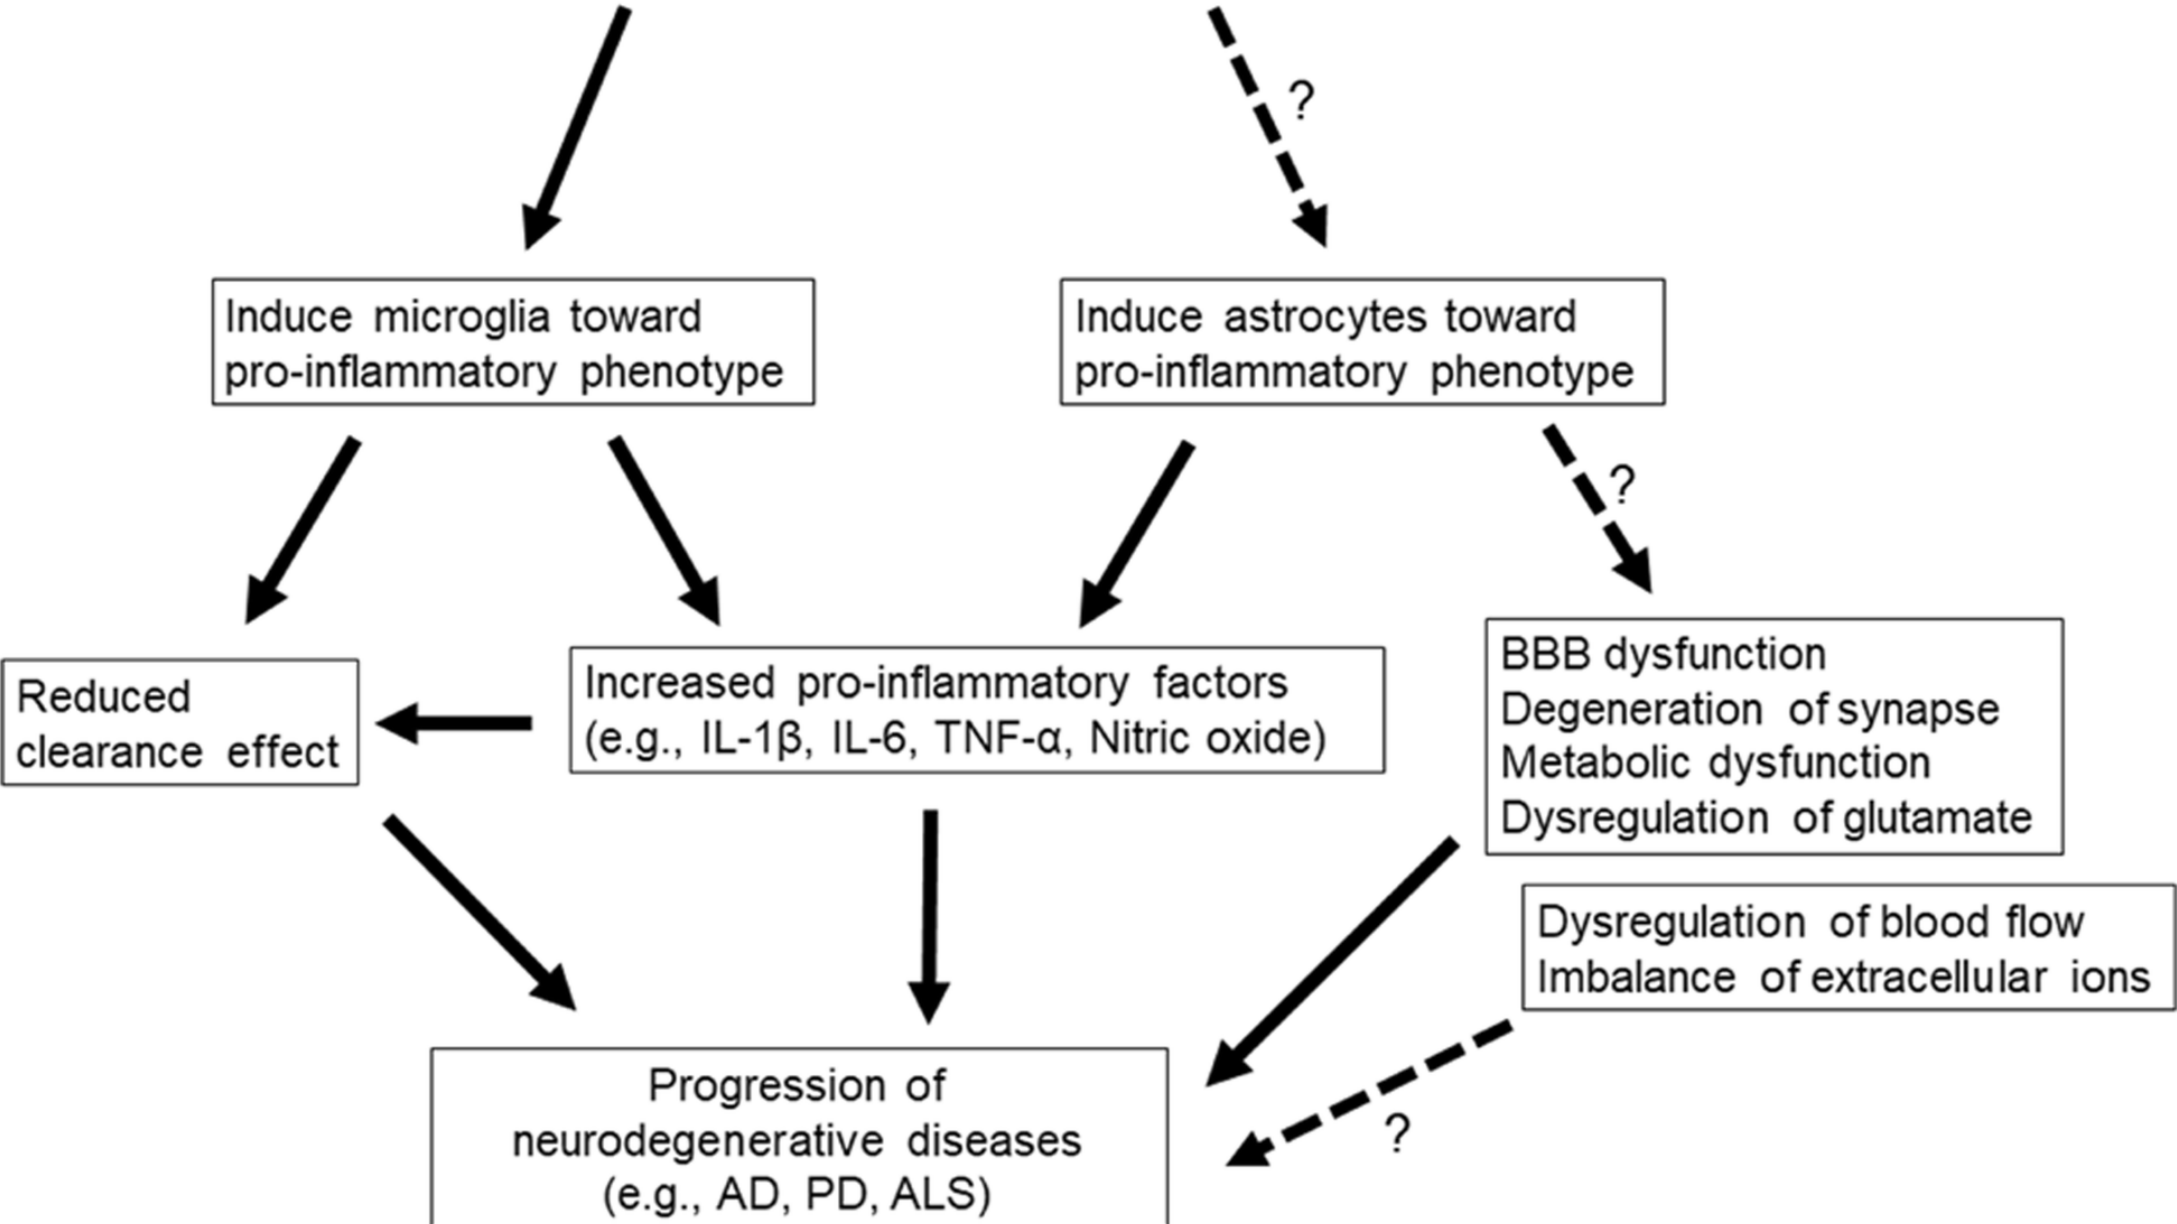 ?
Induce microglia toward
pro-inflammatory phenotype
Induce astrocytes toward
pro-inflammatory phenotype
?
Reduced
clearance effect
Increased pro-inflammatory factors
(e.g., IL-1β, IL-6, TNF-α, Nitric oxide)
BBB dysfunction
Degeneration of synapse
Metabolic dysfunction
Dysregulation of glutamate
Dysregulation of blood flow
Imbalance of extracellular ions
?
Progression of
neurodegenerative diseases
(e.g., AD, PD, ALS)